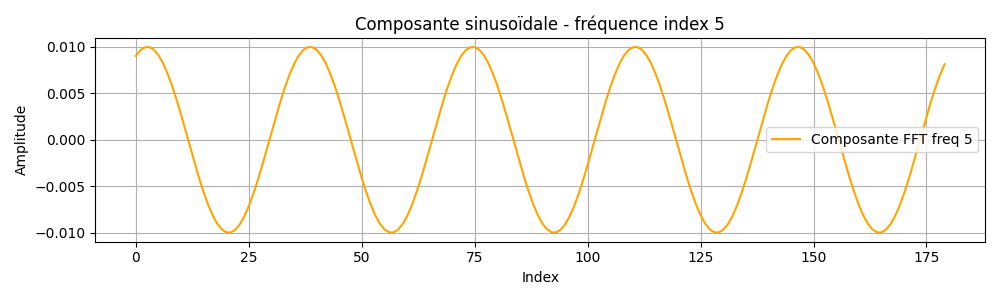 Composante sinusoïdale - fréquence index 5
Amplitude
0.010
0.005
0.000
−0.005
−0.010
Composante FFT freq 5
0 25 50 75 100 125 150 175
Index